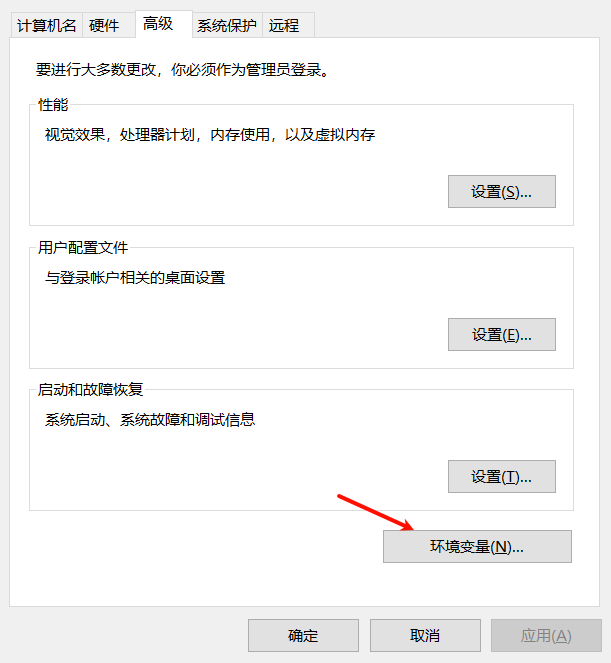 计算机名 硬件 高级 系统保护 远程
要进行大多数更改，你必须作为管理员登录。
性能
视觉效果，处理器计划，内存使用，以及虚拟内存
设置(S)...
用户配置文件
与登录帐户相关的桌面设置
设置(E)...
启动和故障恢复
系统启动、系统故障和调试信息
设置(T)...
环境变量(N)...
确定 取消 应用(A)